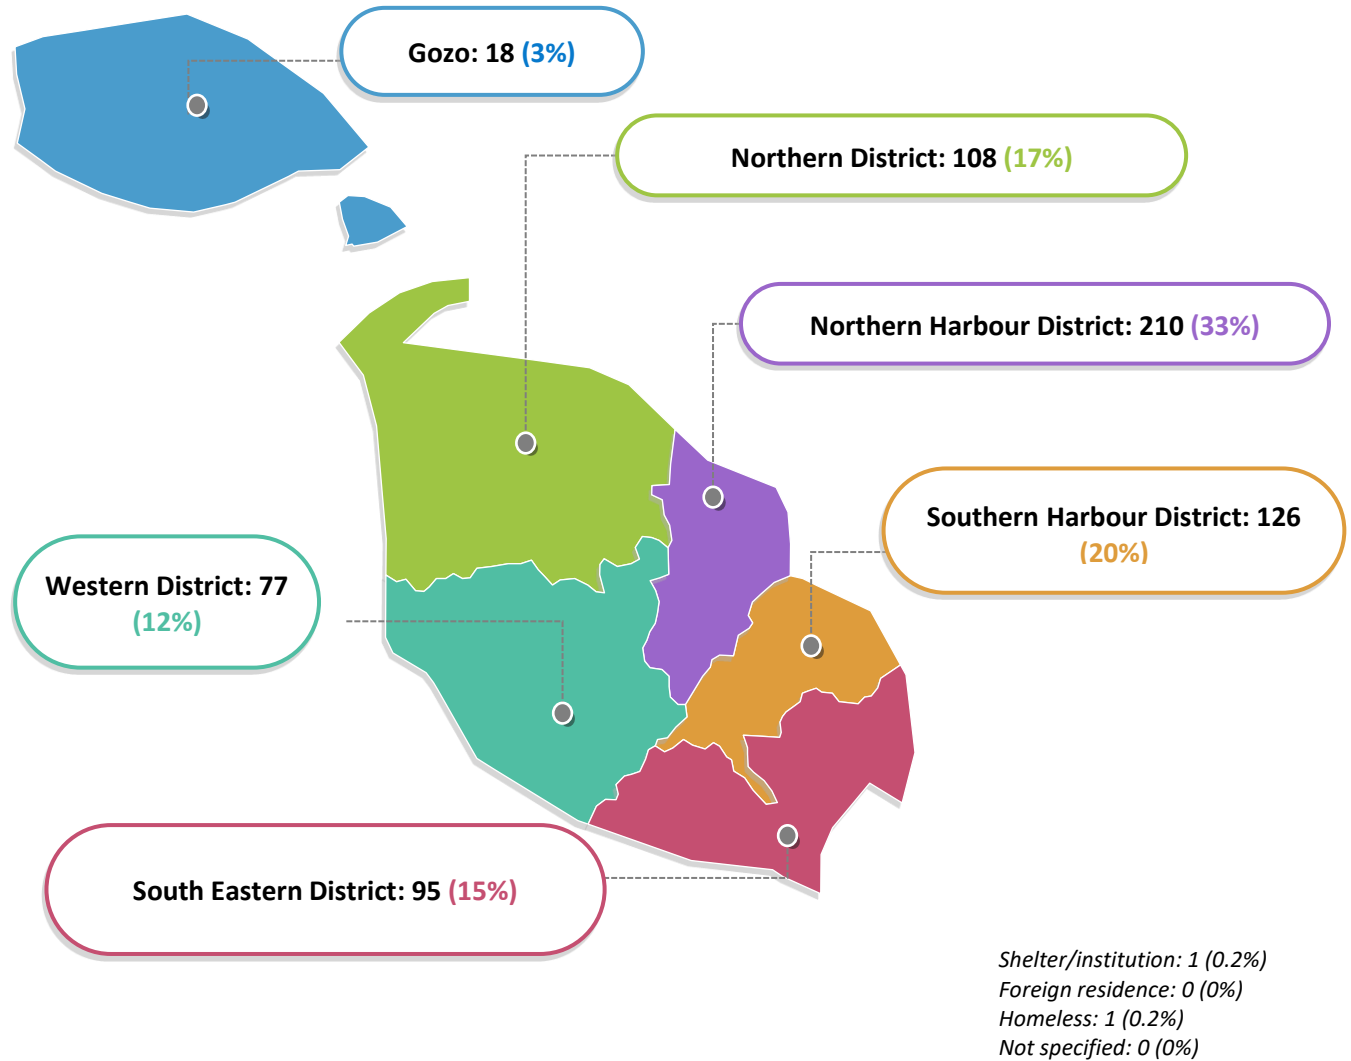 Gozo: 18 (3%)
Northern District: 108 (17%)
Northern Harbour District: 210 (33%)
Southern Harbour District: 126
(20%)
Western District: 77
(12%)
South Eastern District: 95 (15%)
Shelter/institution: 1 (0.2%)
Foreign residence: 0 (0%)
Homeless: 1 (0.2%)
Not specified: 0 (0%)